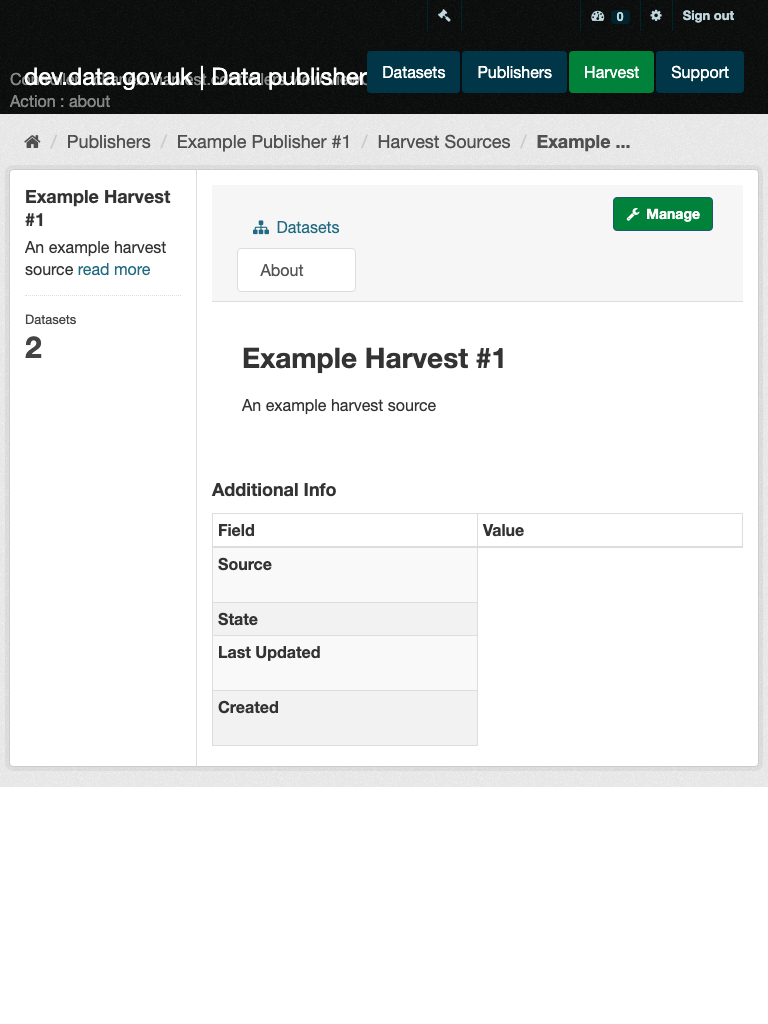 0
Sign out
dev.data.gov.uk | Data publisher
Action : about
Datasets
Publishers
Harvest
Support
/ Publishers / Example Publisher #1 / Harvest Sources / Example ...
Example Harvest
#1
An example harvest
source read more
Datasets
2
Datasets
Manage
About
Example Harvest #1
An example harvest source
Additional Info
Field Value
Source
State
Last Updated
Created